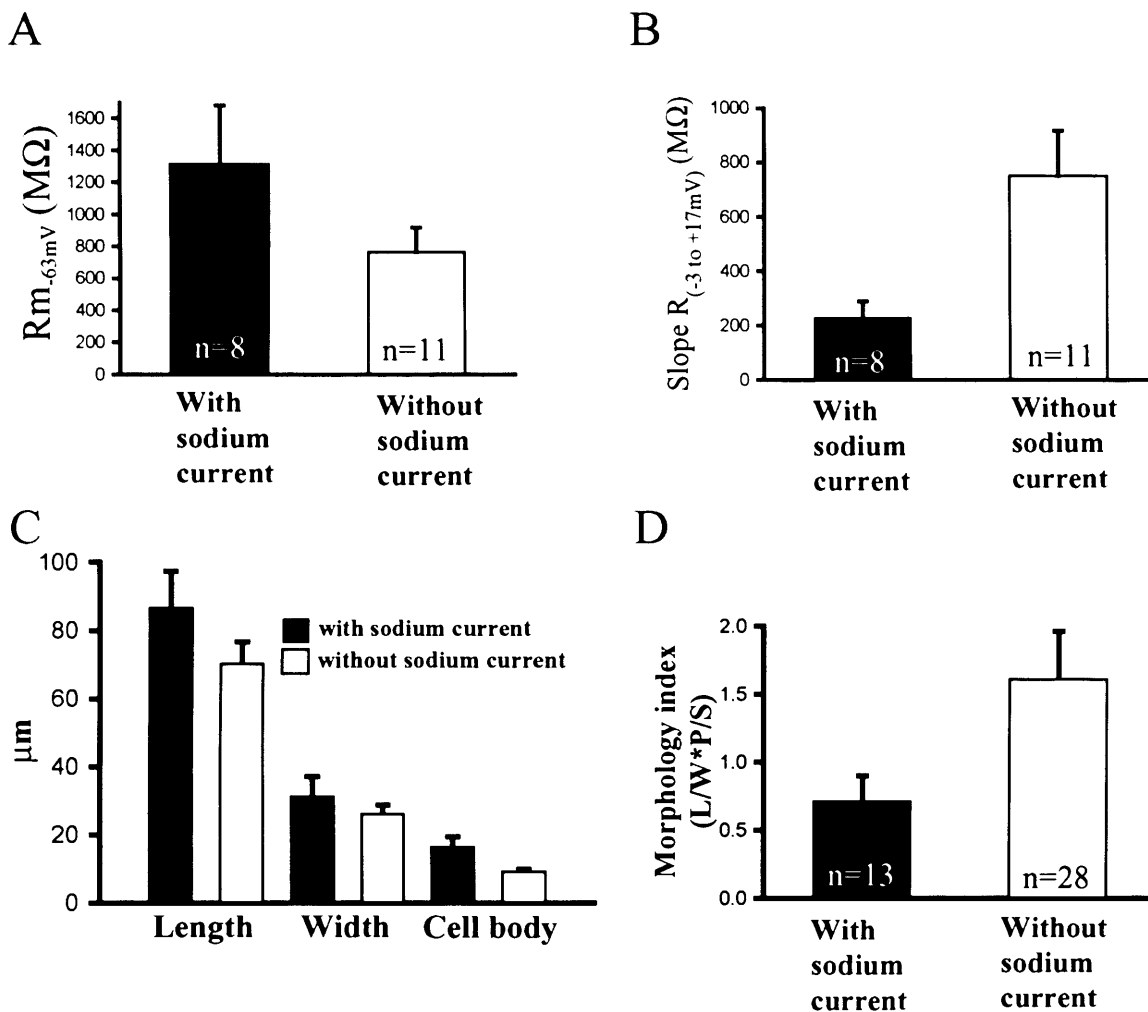 A
Rm-63mV (MΩ)
1600
1400
1200
1000
800
600
400
200
0
n=8
n=11
With
sodium
current
Without
sodium
current
B
Slope R(-3 to +17mV) (MΩ)
1000
800
600
400
200
0
n=8
n=11
With
sodium
current
Without
sodium
current
C
µm
100
80
60
40
20
0
with sodium current
without sodium current
Length
Width
Cell body
D
Morphology index
(L/W*P/S)
2.0
1.5
1.0
0.5
0.0
n=13
n=28
With
sodium
current
Without
sodium
current